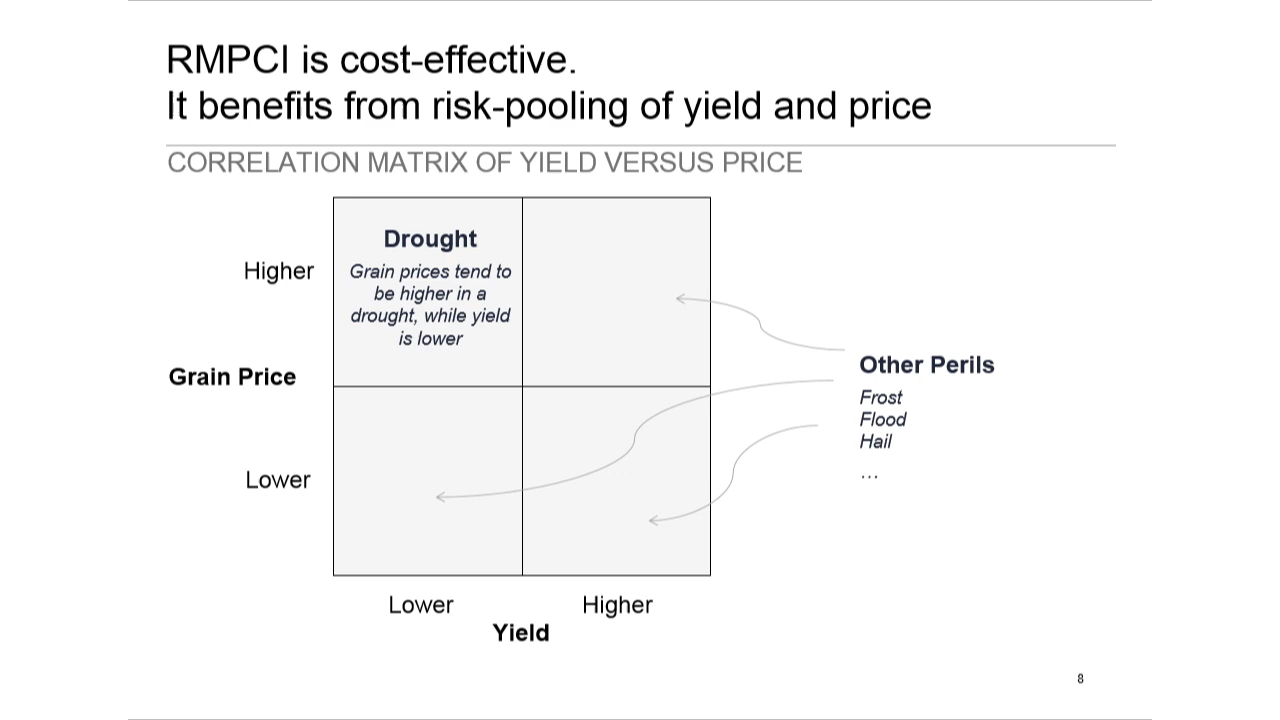 RMPCI is cost-effective.
It benefits from risk-pooling of yield and price
CORRELATION MATRIX OF YIELD VERSUS PRICE
Drought
Grain prices tend to
be higher in a
drought, while yield
is lower
Higher
Grain Price
Lower
Other Perils
Frost
Flood
Hail
…
Lower
Higher
Yield
8